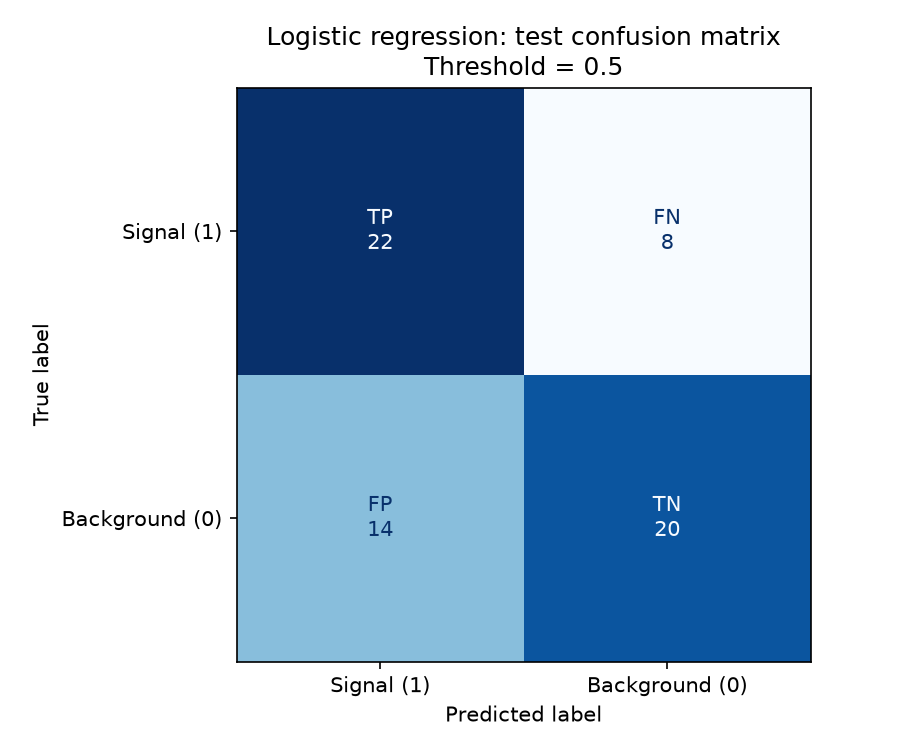 Logistic regression: test confusion matrix
Threshold = 0.5
True label
Signal (1)
TP
22
FN
8
Background (0)
FP
14
TN
20
Signal (1)
Background (0)
Predicted label